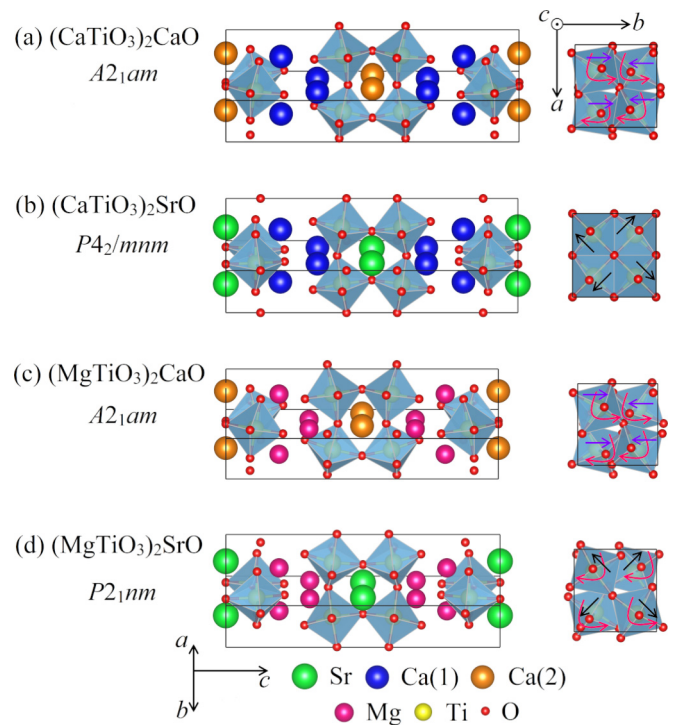 (a) (CaTiO₃)₂CaO
A2₁am
c b
a
(b) (CaTiO₃)₂SrO
P4₂/mnm
(c) (MgTiO₃)₂CaO
A2₁am
(d) (MgTiO₃)₂SrO
P2₁nm
a
c
b
Sr Ca(1) Ca(2)
Mg Ti O